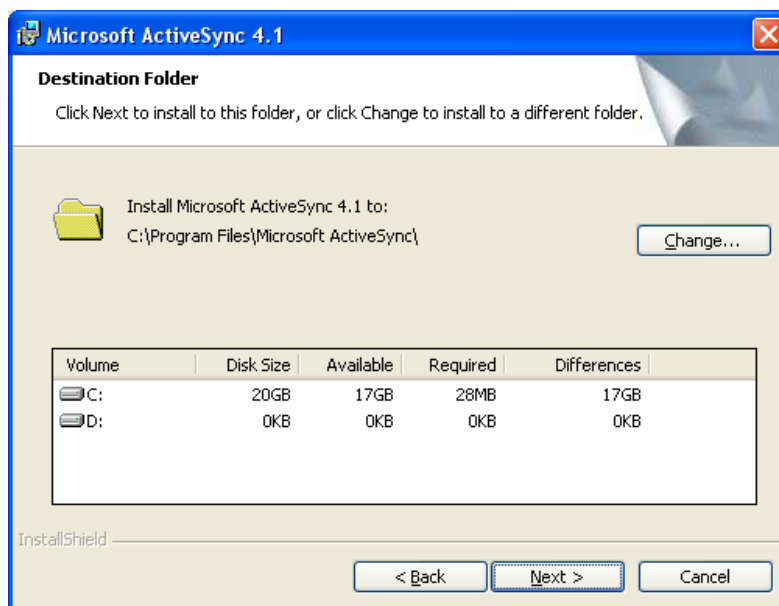 Microsoft ActiveSync 4.1
Destination Folder
Click Next to install to this folder, or click Change to install to a different folder.
Install Microsoft ActiveSync 4.1 to:
C:\Program Files\Microsoft ActiveSync\
Change...
Volume Disk Size Available Required Differences
C: 20GB 17GB 28MB 17GB
D: 0KB 0KB 0KB 0KB
InstallShield
< Back Next > Cancel